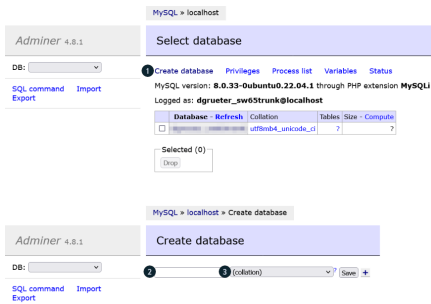 MySQL » localhost
Adminer 4.8.1
Select database
DB:
SQL command Import
Export
1 Create database Privileges Process list Variables Status
MySQL version: 8.0.33-0ubuntu0.22.04.1 through PHP extension MySQLi
Logged as: dgrueter_sw65trunk@localhost
Database - Refresh Collation Tables Size - Compute
utf8mb4_unicode_ci ? ?
Selected (0)
Drop
MySQL » localhost » Create database
Adminer 4.8.1
Create database
DB:
2 3 (collation) ? Save +
SQL command Import
Export